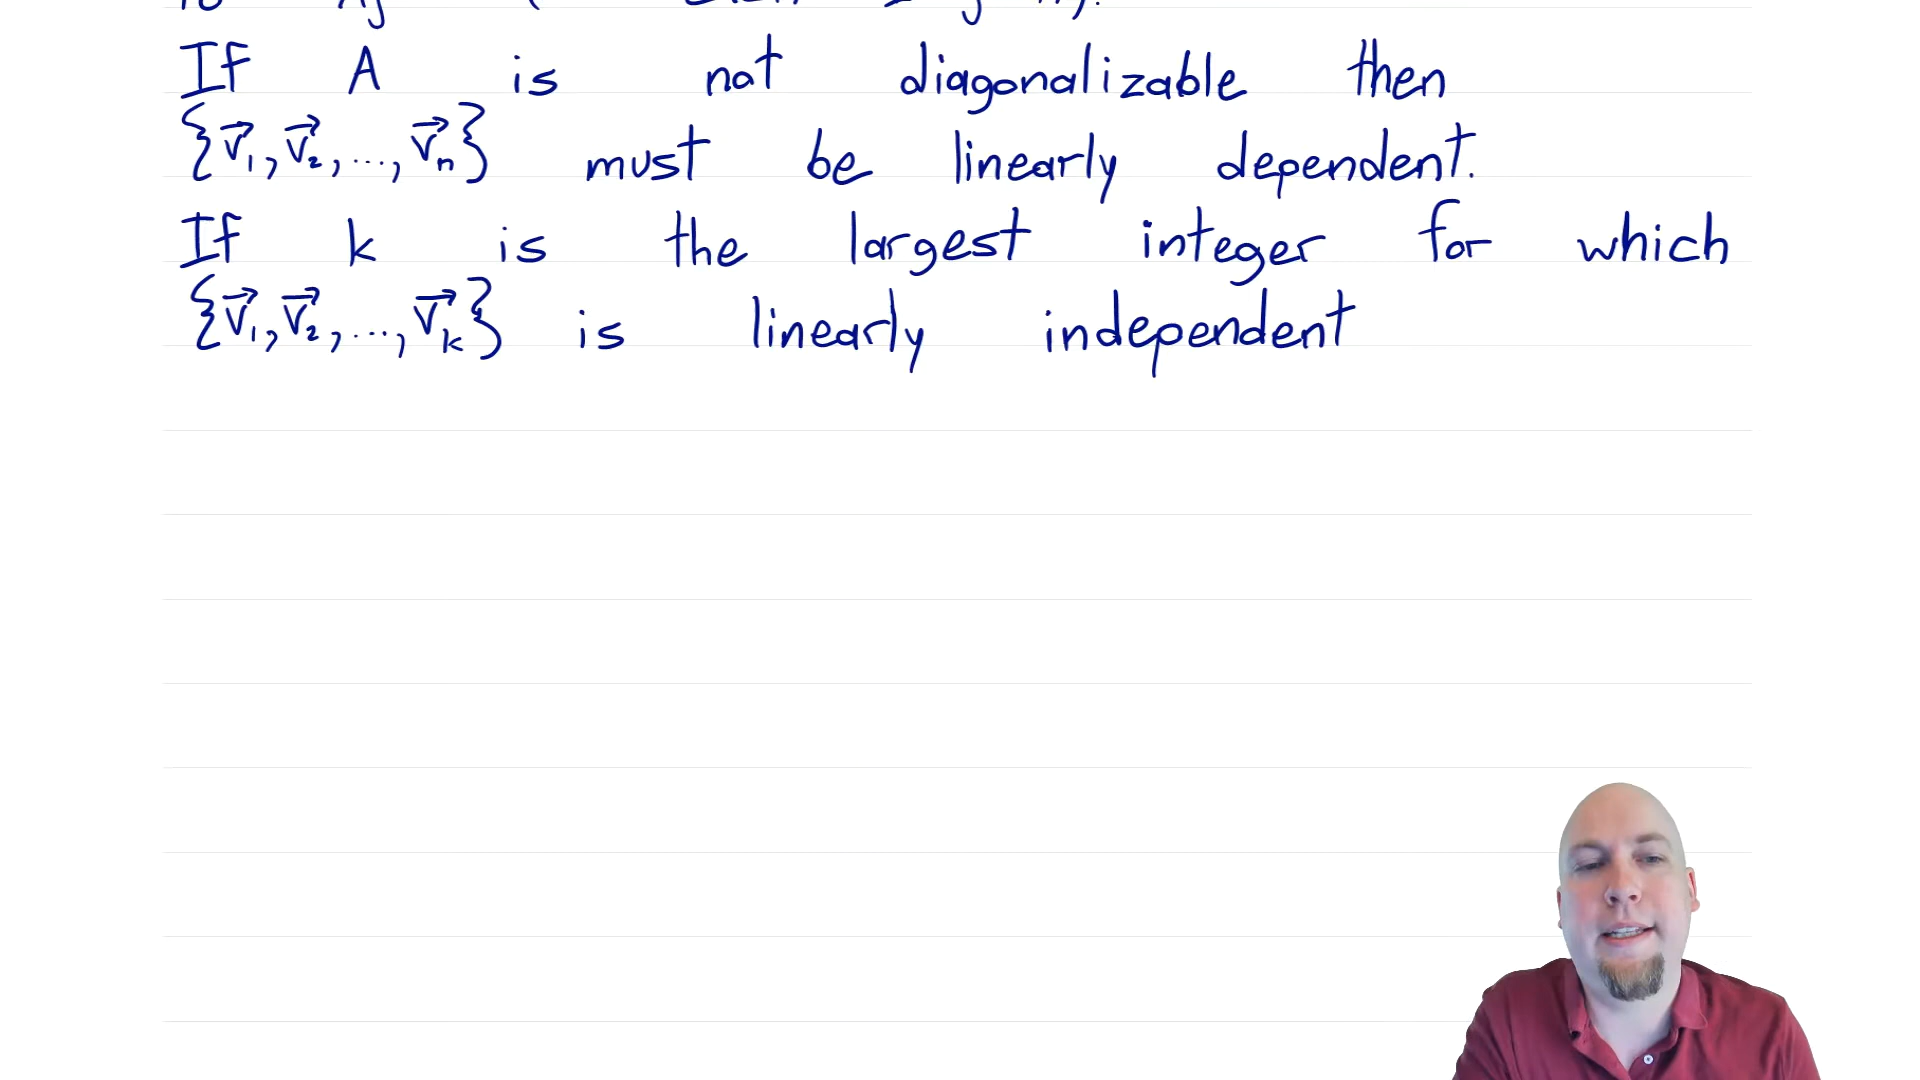 If A is not diagonalizable then
{v⃗₁, v⃗₂, ..., v⃗ₙ} must be linearly dependent.
If k is the largest integer for which
{v⃗₁, v⃗₂, ..., v⃗ₖ} is linearly independent